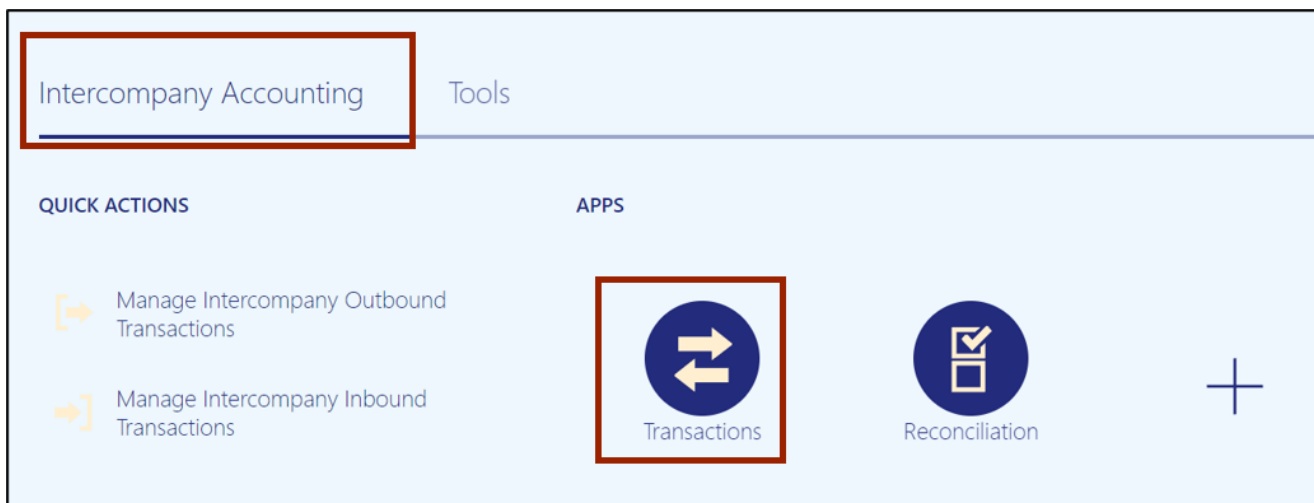 Intercompany Accounting
Tools
QUICK ACTIONS
APPS
Manage Intercompany Outbound
Transactions
Manage Intercompany Inbound
Transactions
Transactions
Reconciliation